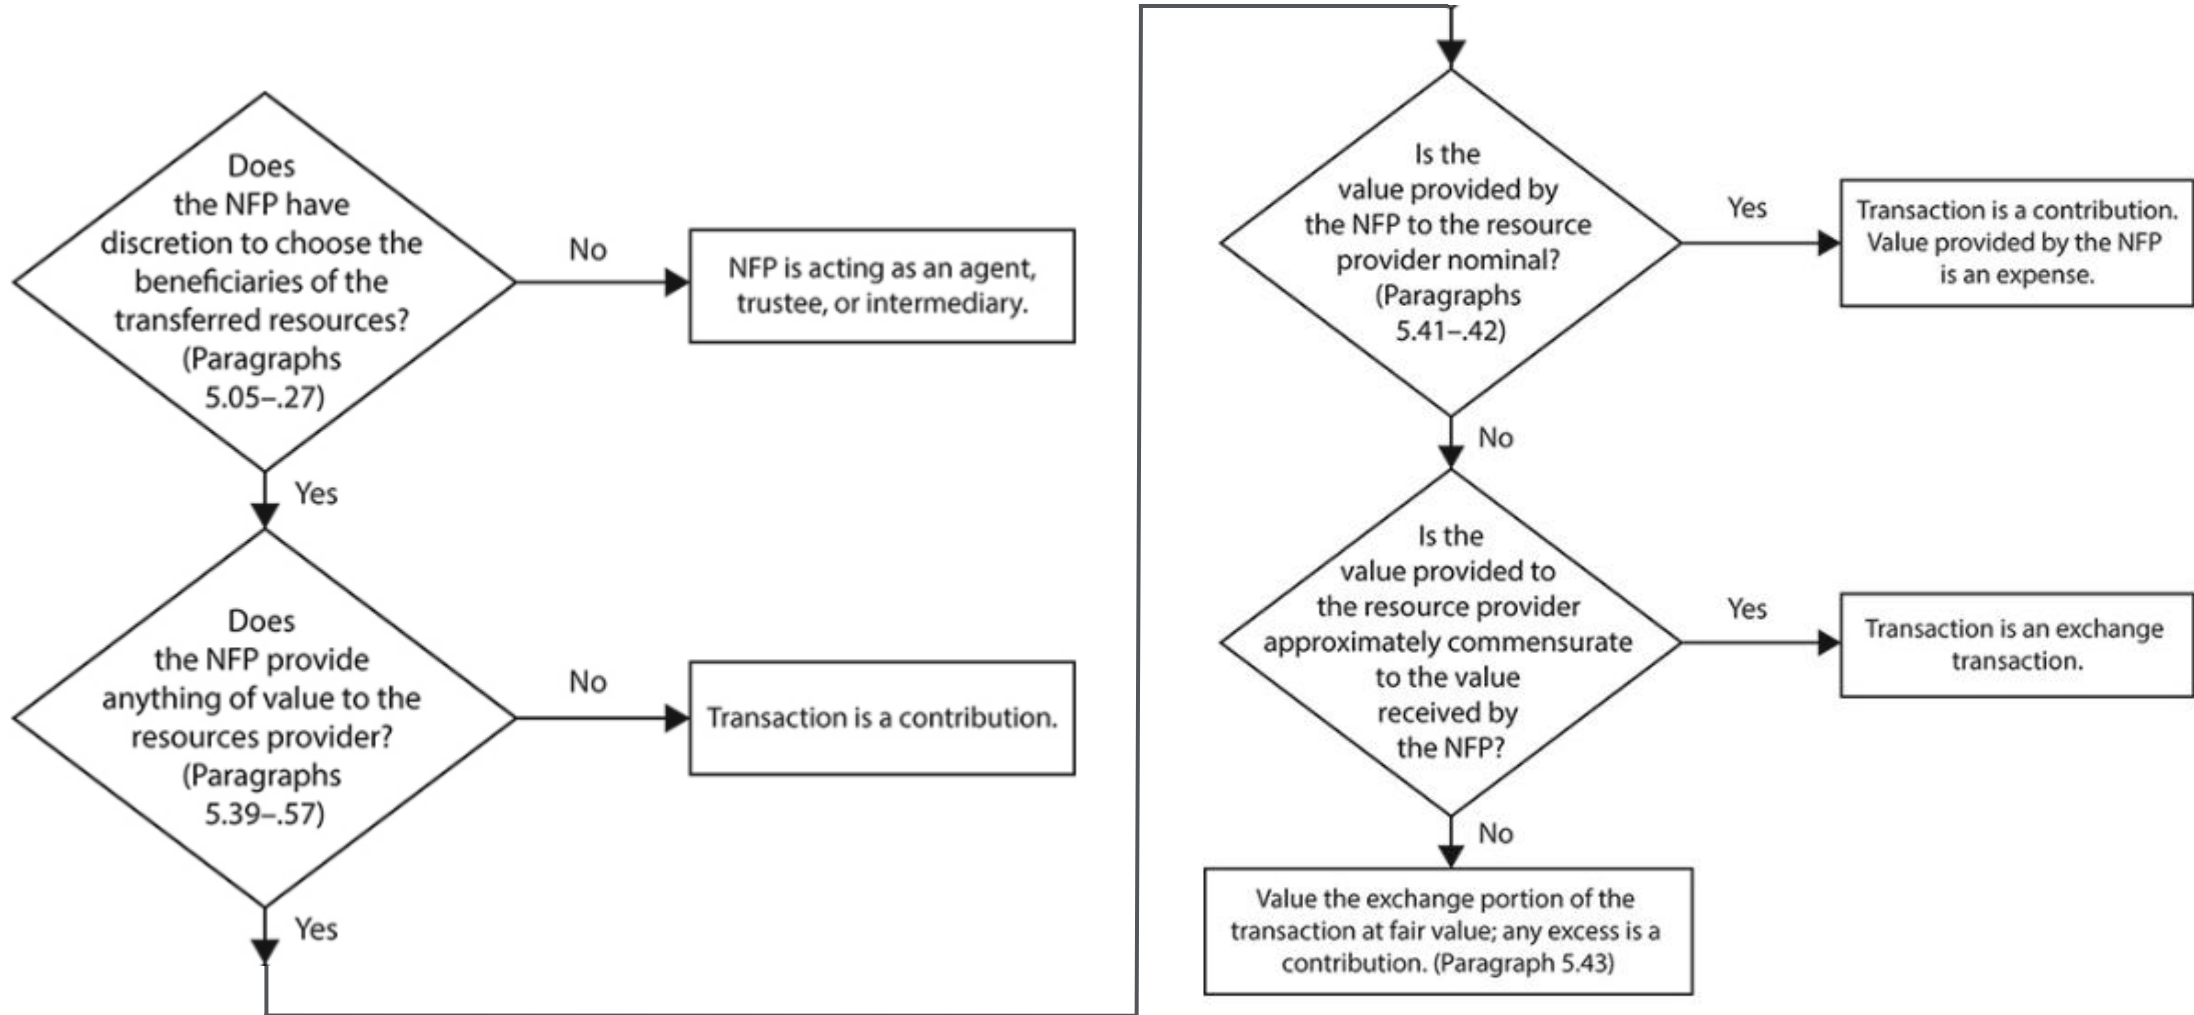 Does
the NFP have
discretion to choose the
beneficiaries of the
transferred resources?
(Paragraphs
5.05–.27)
No
NFP is acting as an agent,
trustee, or intermediary.
Yes
Does
the NFP provide
anything of value to the
resources provider?
(Paragraphs
5.39–.57)
No
Transaction is a contribution.
Yes
Is the
value provided by
the NFP to the resource
provider nominal?
(Paragraphs
5.41–.42)
Yes
Transaction is a contribution.
Value provided by the NFP
is an expense.
No
Is the
value provided to
the resource provider
approximately commensurate
to the value
received by
the NFP?
Yes
Transaction is an exchange
transaction.
No
Value the exchange portion of the
transaction at fair value; any excess is a
contribution. (Paragraph 5.43)